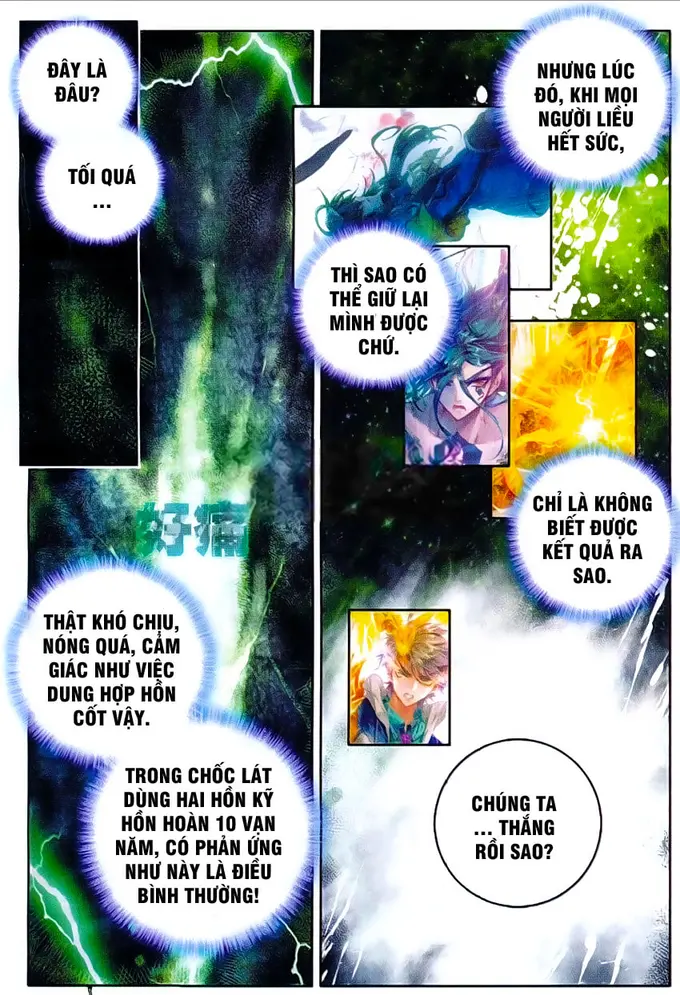 ĐÂY LÀ
ĐÂU?
TỐI QUÁ
...
好痛
THẬT KHÓ CHỊU,
NÓNG QUÁ, CẢM
GIÁC NHƯ VIỆC
DUNG HỢP HỒN
CỐT VẬY.
TRONG CHỐC LÁT
DÙNG HAI HỒN KỸ
HỒN HOÀN 10 VẠN
NĂM, CÓ PHẢN ỨNG
NHƯ NÀY LÀ ĐIỀU
BÌNH THƯỜNG!
NHƯNG LÚC
ĐÓ, KHI MỌI
NGƯỜI LIỀU
HẾT SỨC,
THÌ SAO CÓ
THỂ GIỮ LẠI
MÌNH ĐƯỢC
CHỨ.
CHỈ LÀ KHÔNG
BIẾT ĐƯỢC
KẾT QUẢ RA
SAO.
CHÚNG TA
... THẮNG
RỒI SAO?